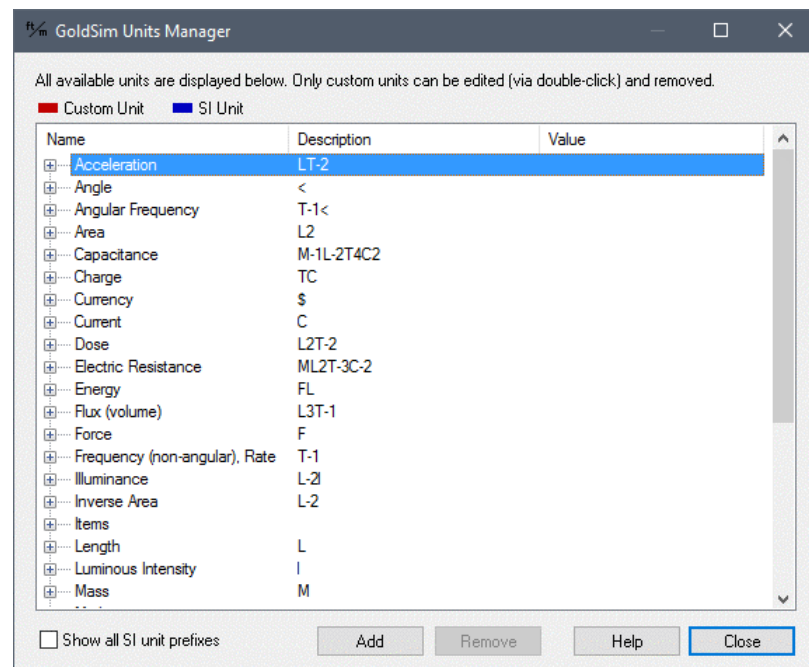 ft/m GoldSim Units Manager
All available units are displayed below. Only custom units can be edited (via double-click) and removed.
Custom Unit SI Unit
Name Description Value
Acceleration LT-2
Angle <
Angular Frequency T-1<
Area L2
Capacitance M-1L-2T4C2
Charge TC
Currency $
Current C
Dose L2T-2
Electric Resistance ML2T-3C-2
Energy FL
Flux (volume) L3T-1
Force F
Frequency (non-angular), Rate T-1
Illuminance L-2I
Inverse Area L-2
Items
Length L
Luminous Intensity I
Mass M
Show all SI unit prefixes Add Remove Help Close